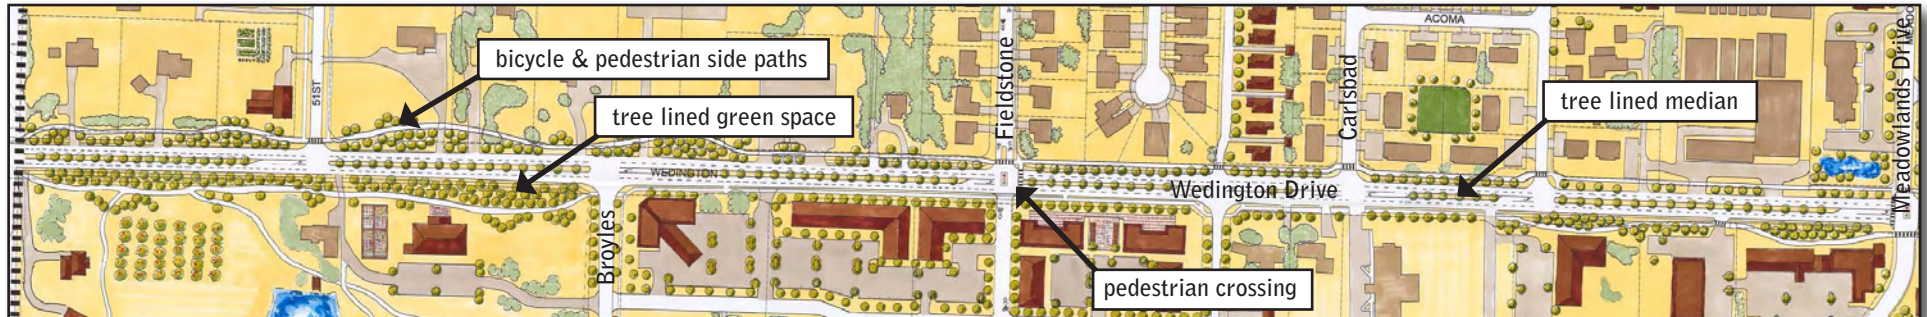 ACOMA
bicycle & pedestrian side paths
51ST
tree lined green space
Fieldstone
Carlsbad
tree lined median
Meadowlands Drive
WEDINGTON
Wedington Drive
Broyles
pedestrian crossing